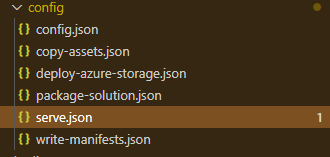 config
{} config.json
{} copy-assets.json
{} deploy-azure-storage.json
{} package-solution.json
{} serve.json 1
{} write-manifests.json